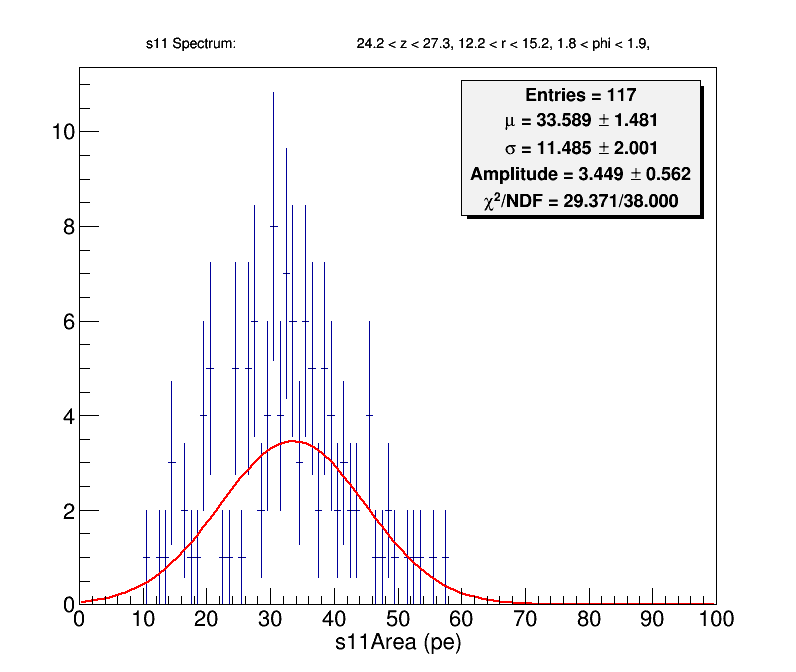 s11 Spectrum: 24.2 < z < 27.3, 12.2 < r < 15.2, 1.8 < phi < 1.9,
Entries = 117
μ = 33.589 ± 1.481
σ = 11.485 ± 2.001
Amplitude = 3.449 ± 0.562
χ²/NDF = 29.371/38.000
10
8
6
4
2
0
0 10 20 30 40 50 60 70 80 90 100
s11Area (pe)